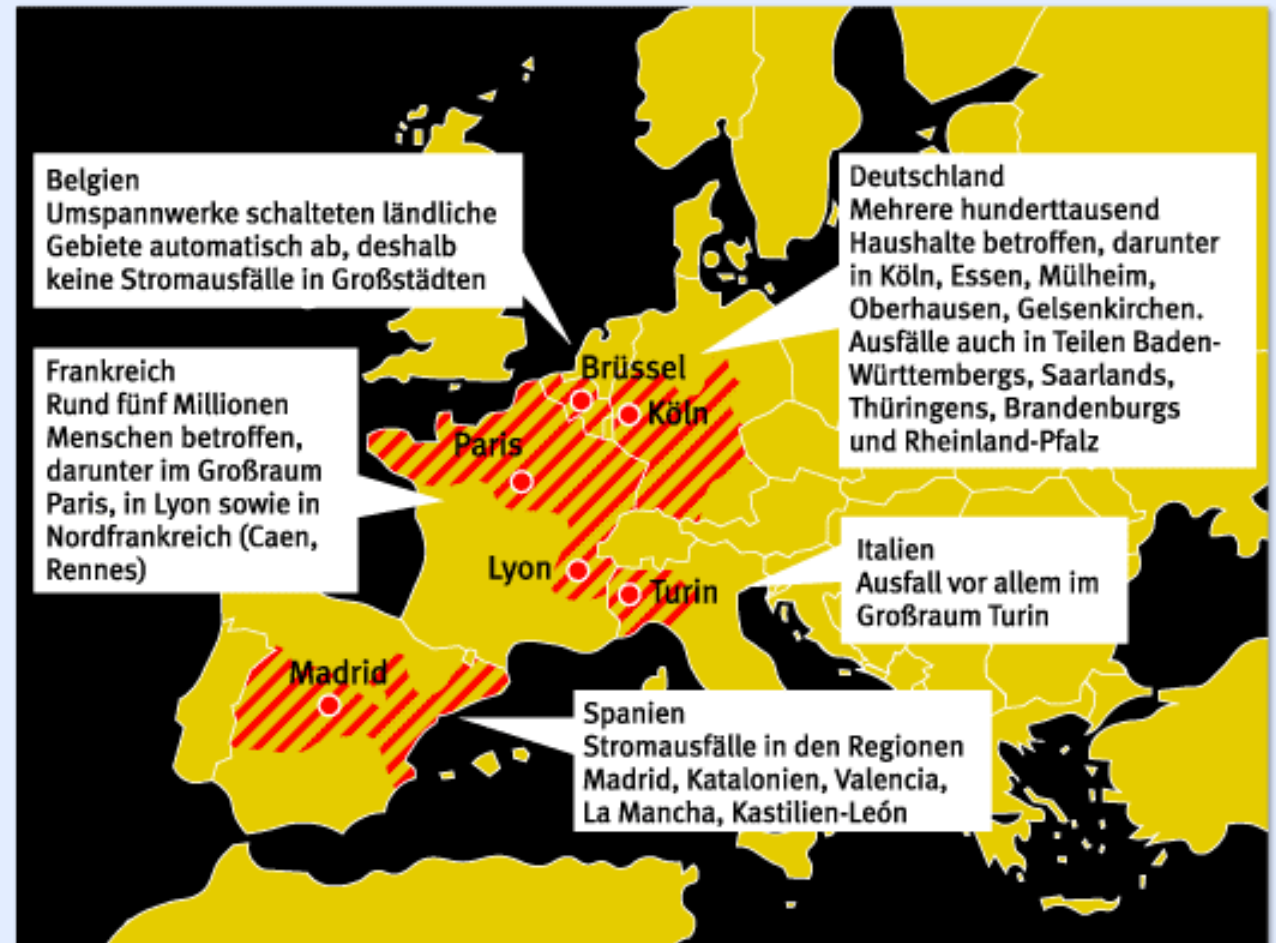 Belgien
Umspannwerke schalteten ländliche
Gebiete automatisch ab, deshalb
keine Stromausfälle in Großstädten
Deutschland
Mehrere hunderttausend
Haushalte betroffen, darunter
in Köln, Essen, Mülheim,
Oberhausen, Gelsenkirchen.
Ausfälle auch in Teilen Baden-
Württembergs, Saarlands,
Thüringens, Brandenburgs
und Rheinland-Pfalz
Frankreich
Rund fünf Millionen
Menschen betroffen,
darunter im Großraum
Paris, in Lyon sowie in
Nordfrankreich (Caen,
Rennes)
Brüssel
Köln
Paris
Lyon
Turin
Madrid
Italien
Ausfall vor allem im
Großraum Turin
Spanien
Stromausfälle in den Regionen
Madrid, Katalonien, Valencia,
La Mancha, Kastilien-León